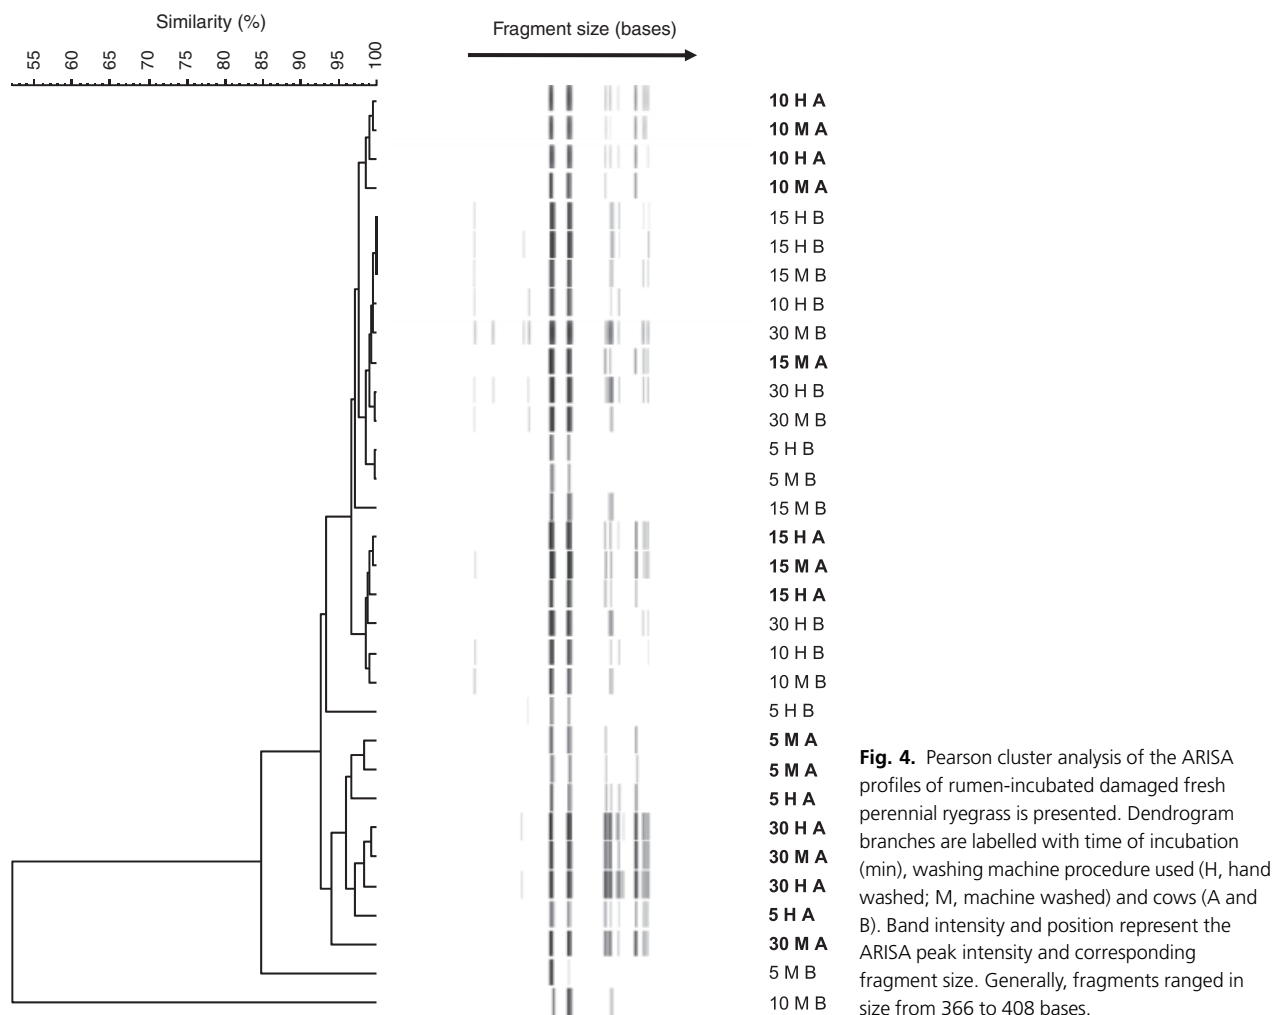 Similarity (%)
Fragment size (bases)
55 60 65 70 75 80 85 90 95 100
10 H A
10 M A
10 H A
10 M A
15 H B
15 H B
15 M B
10 H B
30 M B
15 M A
30 H B
30 M B
5 H B
5 M B
15 M B
15 H A
15 M A
15 H A
30 H B
10 H B
10 M B
5 H B
5 M A
5 M A
5 H A
30 H A
30 M A
30 H A
5 H A
30 M A
5 M B
10 M B
Fig. 4. Pearson cluster analysis of the ARISA
profiles of rumen-incubated damaged fresh
perennial ryegrass is presented. Dendrogram
branches are labelled with time of incubation
(min), washing machine procedure used (H, hand
washed; M, machine washed) and cows (A and
B). Band intensity and position represent the
ARISA peak intensity and corresponding
fragment size. Generally, fragments ranged in
size from 366 to 408 bases.